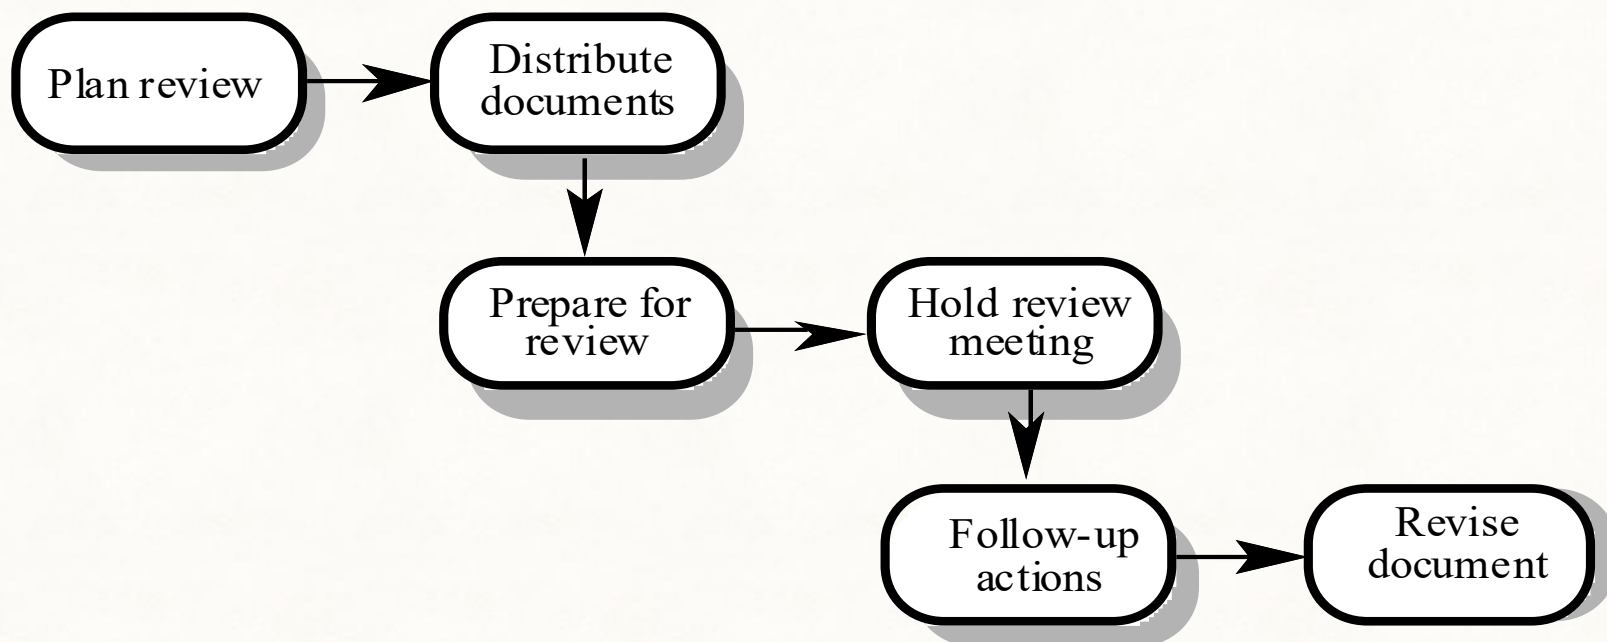 Plan review
Distribute
documents
Prepare for
review
Hold review
meeting
Follow-up
actions
Revise
document